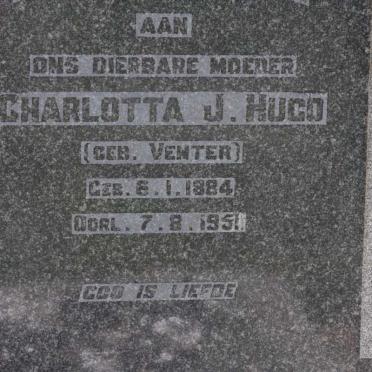 AAN
ONS DIERBARE MOEDER
CHARLOTTA J. HUGO
(GEB. VENTER)
GEB. 6.1.1884
OORL. 7.8.1951
GOD IS LIEFDE